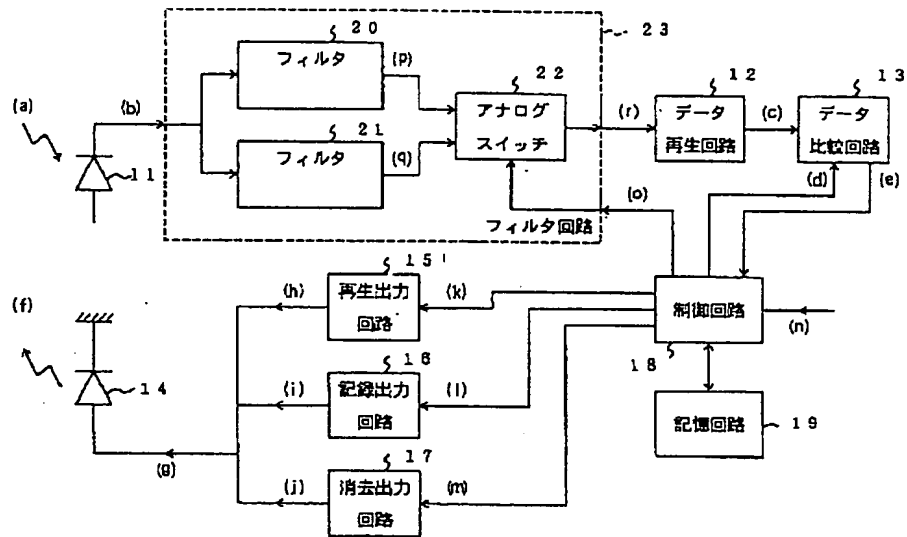 20
フィルタ
(p)
23
22
アナログ
スイッチ
12
データ
再生回路
13
データ
比較回路
(a)
(b)
11
21
フィルタ
(q)
(r)
(c)
(d)
(e)
(o)
フィルタ回路
15
再生出力
回路
(h)
(k)
(f)
14
制御回路
(n)
18
16
記録出力
回路
(i)
(l)
記憶回路
19
(g)
17
消去出力
回路
(j)
(m)